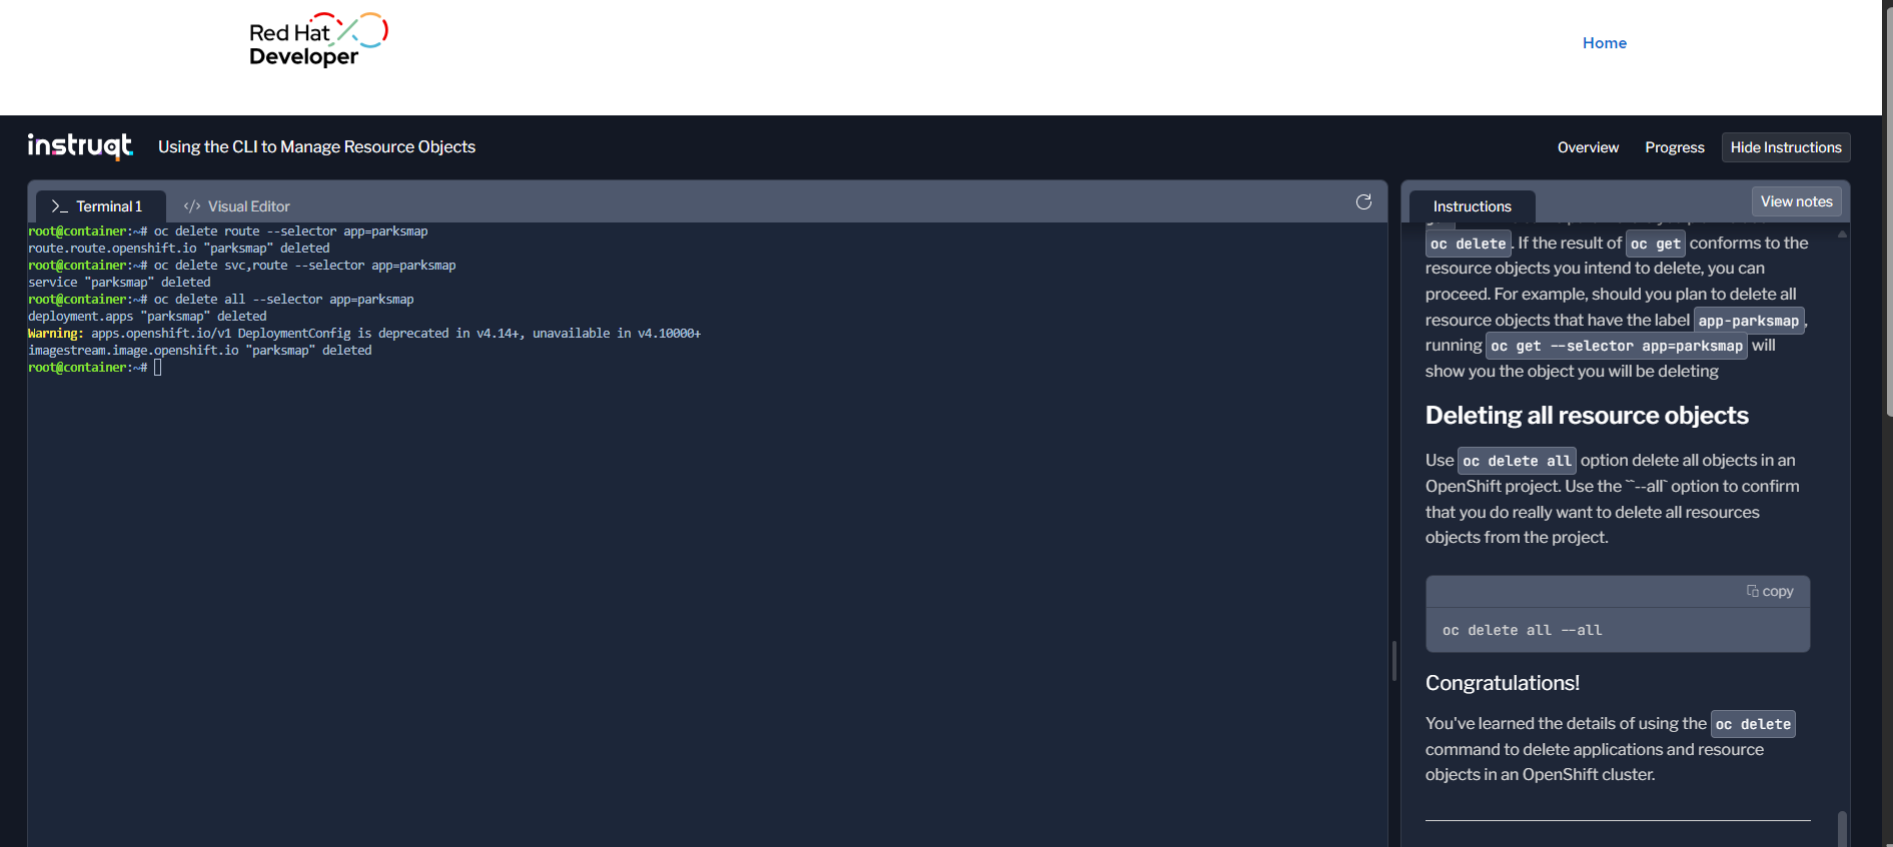 Red Hat
Developer
Home
instruqt
Using the CLI to Manage Resource Objects
Overview
Progress
Hide Instructions
>_ Terminal 1
</> Visual Editor
root@container:~# oc delete route --selector app=parksmap
route.route.openshift.io "parksmap" deleted
root@container:~# oc delete svc,route --selector app=parksmap
service "parksmap" deleted
root@container:~# oc delete all --selector app=parksmap
deployment.apps "parksmap" deleted
Warning: apps.openshift.io/v1 DeploymentConfig is deprecated in v4.14+, unavailable in v4.10000+
imagestream.image.openshift.io "parksmap" deleted
root@container:~#
Instructions
View notes
oc delete. If the result of oc get conforms to the
resource objects you intend to delete, you can
proceed. For example, should you plan to delete all
resource objects that have the label app-parksmap,
running oc get --selector app=parksmap will
show you the object you will be deleting
Deleting all resource objects
Use oc delete all option delete all objects in an
OpenShift project. Use the ``--all` option to confirm
that you do really want to delete all resources
objects from the project.
copy
oc delete all --all
Congratulations!
You've learned the details of using the oc delete
command to delete applications and resource
objects in an OpenShift cluster.